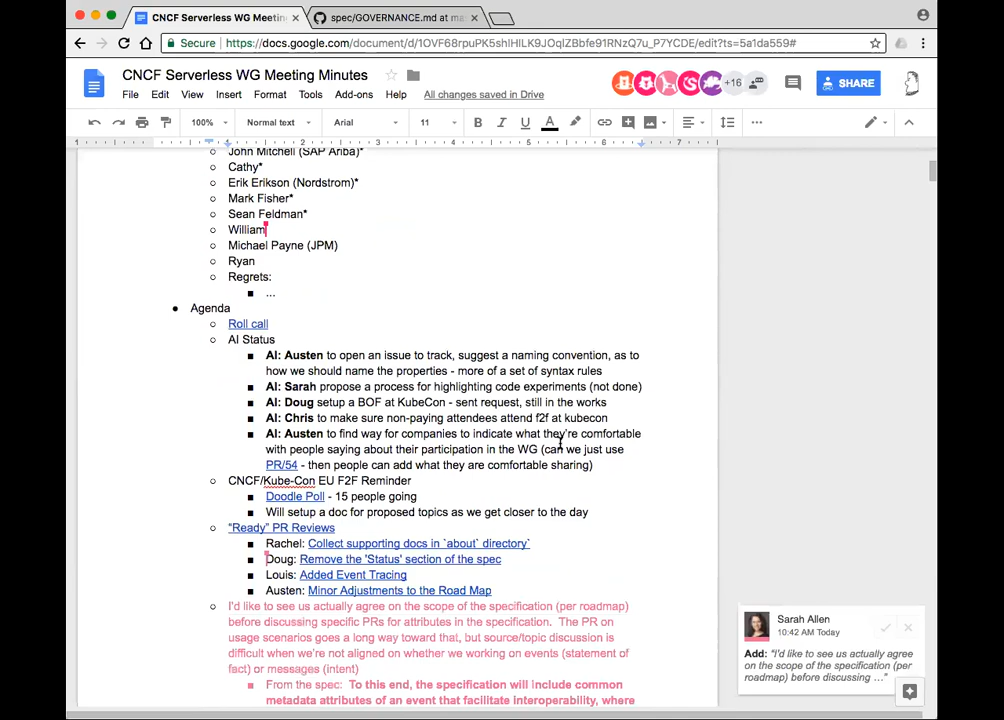 CNCF Serverless WG Meetin
spec/GOVERNANCE.md at ma
Secure
https://docs.google.com/document/d/1OVF68rpuPK5shIHILK9JOqlZBbfe91RNzQ7u_P7YCDE/edit?ts=5a1da559#
CNCF Serverless WG Meeting Minutes
File Edit View Insert Format Tools Add-ons Help All changes saved in Drive
+16
SHARE
100% Normal text Arial 11 B I U A
1 1 2 3 4 5 6 7
John Mitchell (SAP Ariba)*
Cathy*
Erik Erikson (Nordstrom)*
Mark Fisher*
Sean Feldman*
William
Michael Payne (JPM)
Ryan
Regrets:
...
Agenda
Roll call
AI Status
AI: Austen to open an issue to track, suggest a naming convention, as to
how we should name the properties - more of a set of syntax rules
AI: Sarah propose a process for highlighting code experiments (not done)
AI: Doug setup a BOF at KubeCon - sent request, still in the works
AI: Chris to make sure non-paying attendees attend f2f at kubecon
AI: Austen to find way for companies to indicate what they're comfortable
with people saying about their participation in the WG (can we just use
PR/54 - then people can add what they are comfortable sharing)
CNCF/Kube-Con EU F2F Reminder
Doodle Poll - 15 people going
Will setup a doc for proposed topics as we get closer to the day
"Ready" PR Reviews
Rachel: Collect supporting docs in `about` directory`
Doug: Remove the 'Status' section of the spec
Louis: Added Event Tracing
Austen: Minor Adjustments to the Road Map
I'd like to see us actually agree on the scope of the specification (per roadmap)
before discussing specific PRs for attributes in the specification. The PR on
usage scenarios goes a long way toward that, but source/topic discussion is
difficult when we're not aligned on whether we working on events (statement of
fact) or messages (intent)
From the spec: To this end, the specification will include common
metadata attributes of an event that facilitate interoperability, where
Sarah Allen
10:42 AM Today
Add: "I'd like to see us actually agree
on the scope of the specification (per
roadmap) before discussing ..."